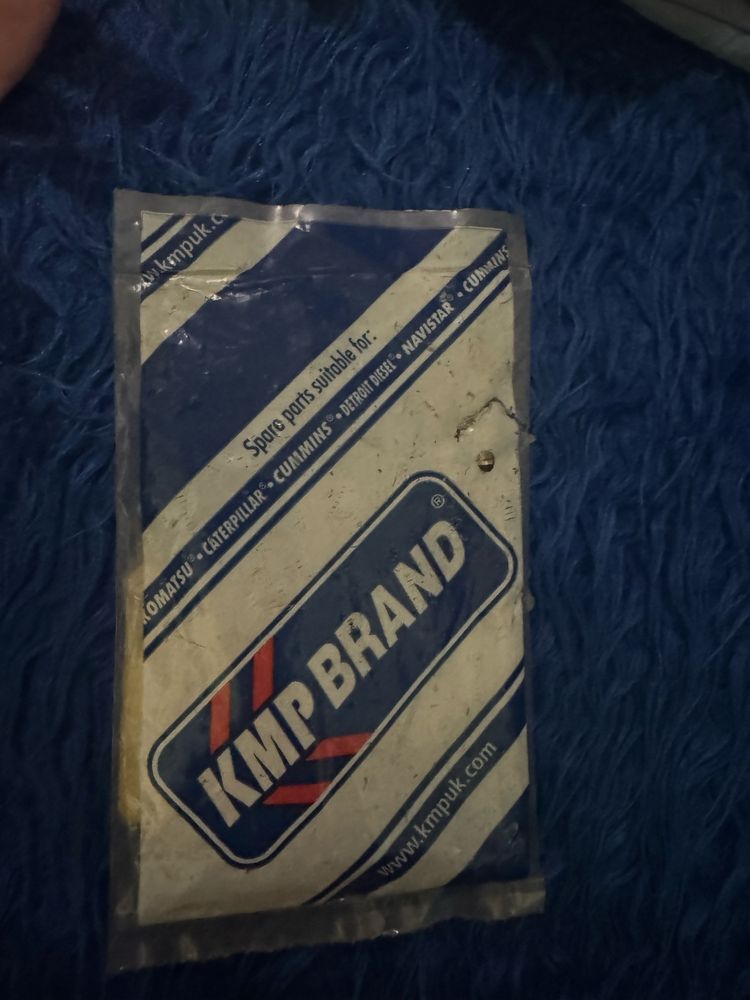 www.kmpuk.c
Spare parts suitable for:
KOMATSU® • CATERPILLAR® • CUMMINS® • DETROIT DIESEL® • NAVISTAR® • CUMMINS
KMP BRAND®
www.kmpuk.com